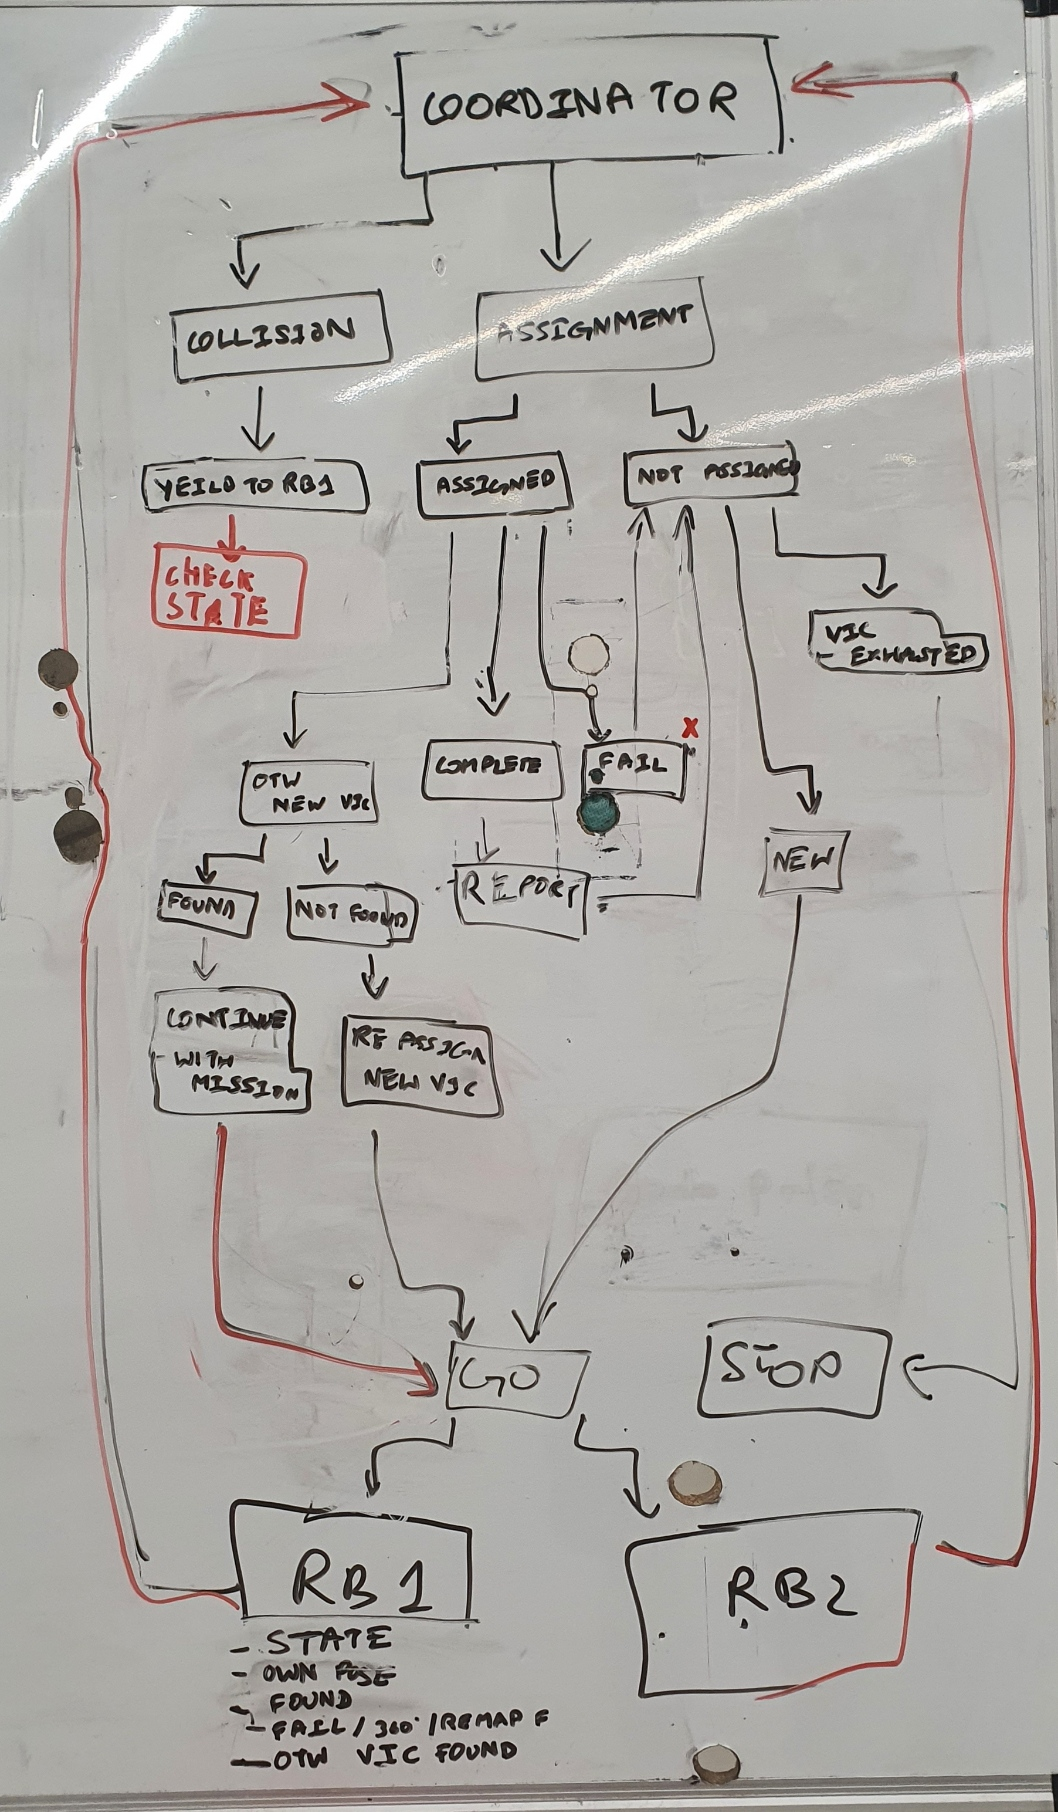 COORDINATOR
COLLISION
ASSIGNMENT
YEILD TO RB1
ASSIGNED
NOT ASSIGNED
CHECK
STATE
VIC
- EXHAUSTED
OTW
NEW VIC
COMPLETE
FAIL
X
NEW
FOUND
NOT FOUND
REPORT
CONTINUE
- WITH
MISSION
RE ASSIGN
NEW VIC
GO
STOP
RB1
RB2
- STATE
- OWN POSE
- FOUND
- FAIL / 360° / REMAP F
- OTW VIC FOUND